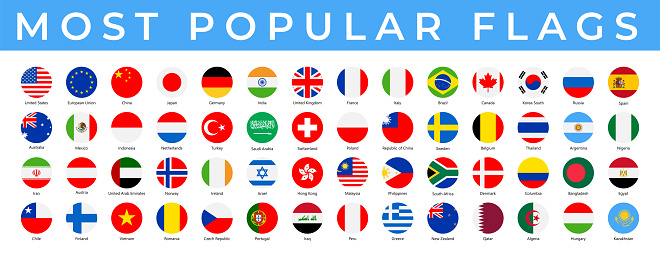 MOST POPULAR FLAGS
United States European Union China Japan Germany India United Kingdom France Italy Brazil Canada Korea South Russia Spain
Australia Mexico Indonesia Netherlands Turkey Saudi Arabia Switzerland Poland Republic of China Sweden Belgium Thailand Argentina Nigeria
Iran Austria United Arab Emirates Norway Ireland Israel Hong Kong Malaysia Philippines South Africa Denmark Colombia Bangladesh Egypt
Chile Finland Vietnam Romania Czech Republic Portugal Iraq Peru Greece New Zealand Qatar Algeria Hungary Kazakhstan